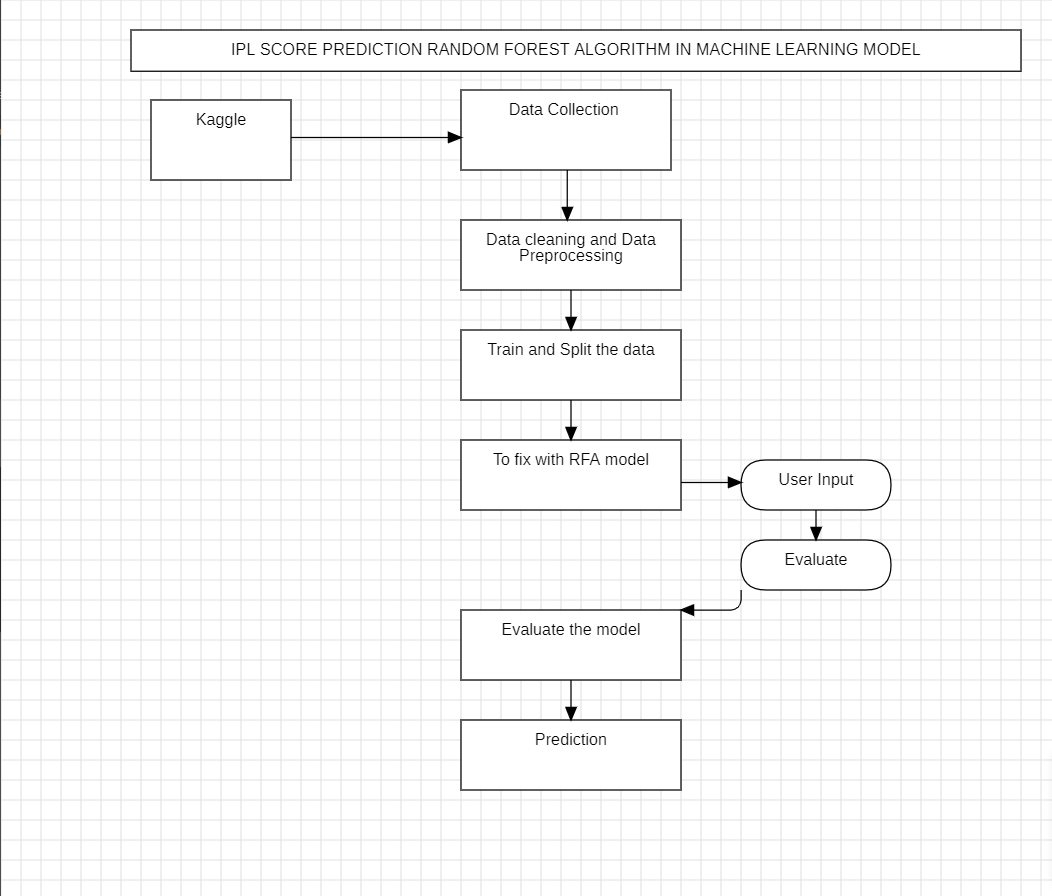 IPL SCORE PREDICTION RANDOM FOREST ALGORITHM IN MACHINE LEARNING MODEL
Kaggle
Data Collection
Data cleaning and Data
Preprocessing
Train and Split the data
To fix with RFA model
User Input
Evaluate
Evaluate the model
Prediction